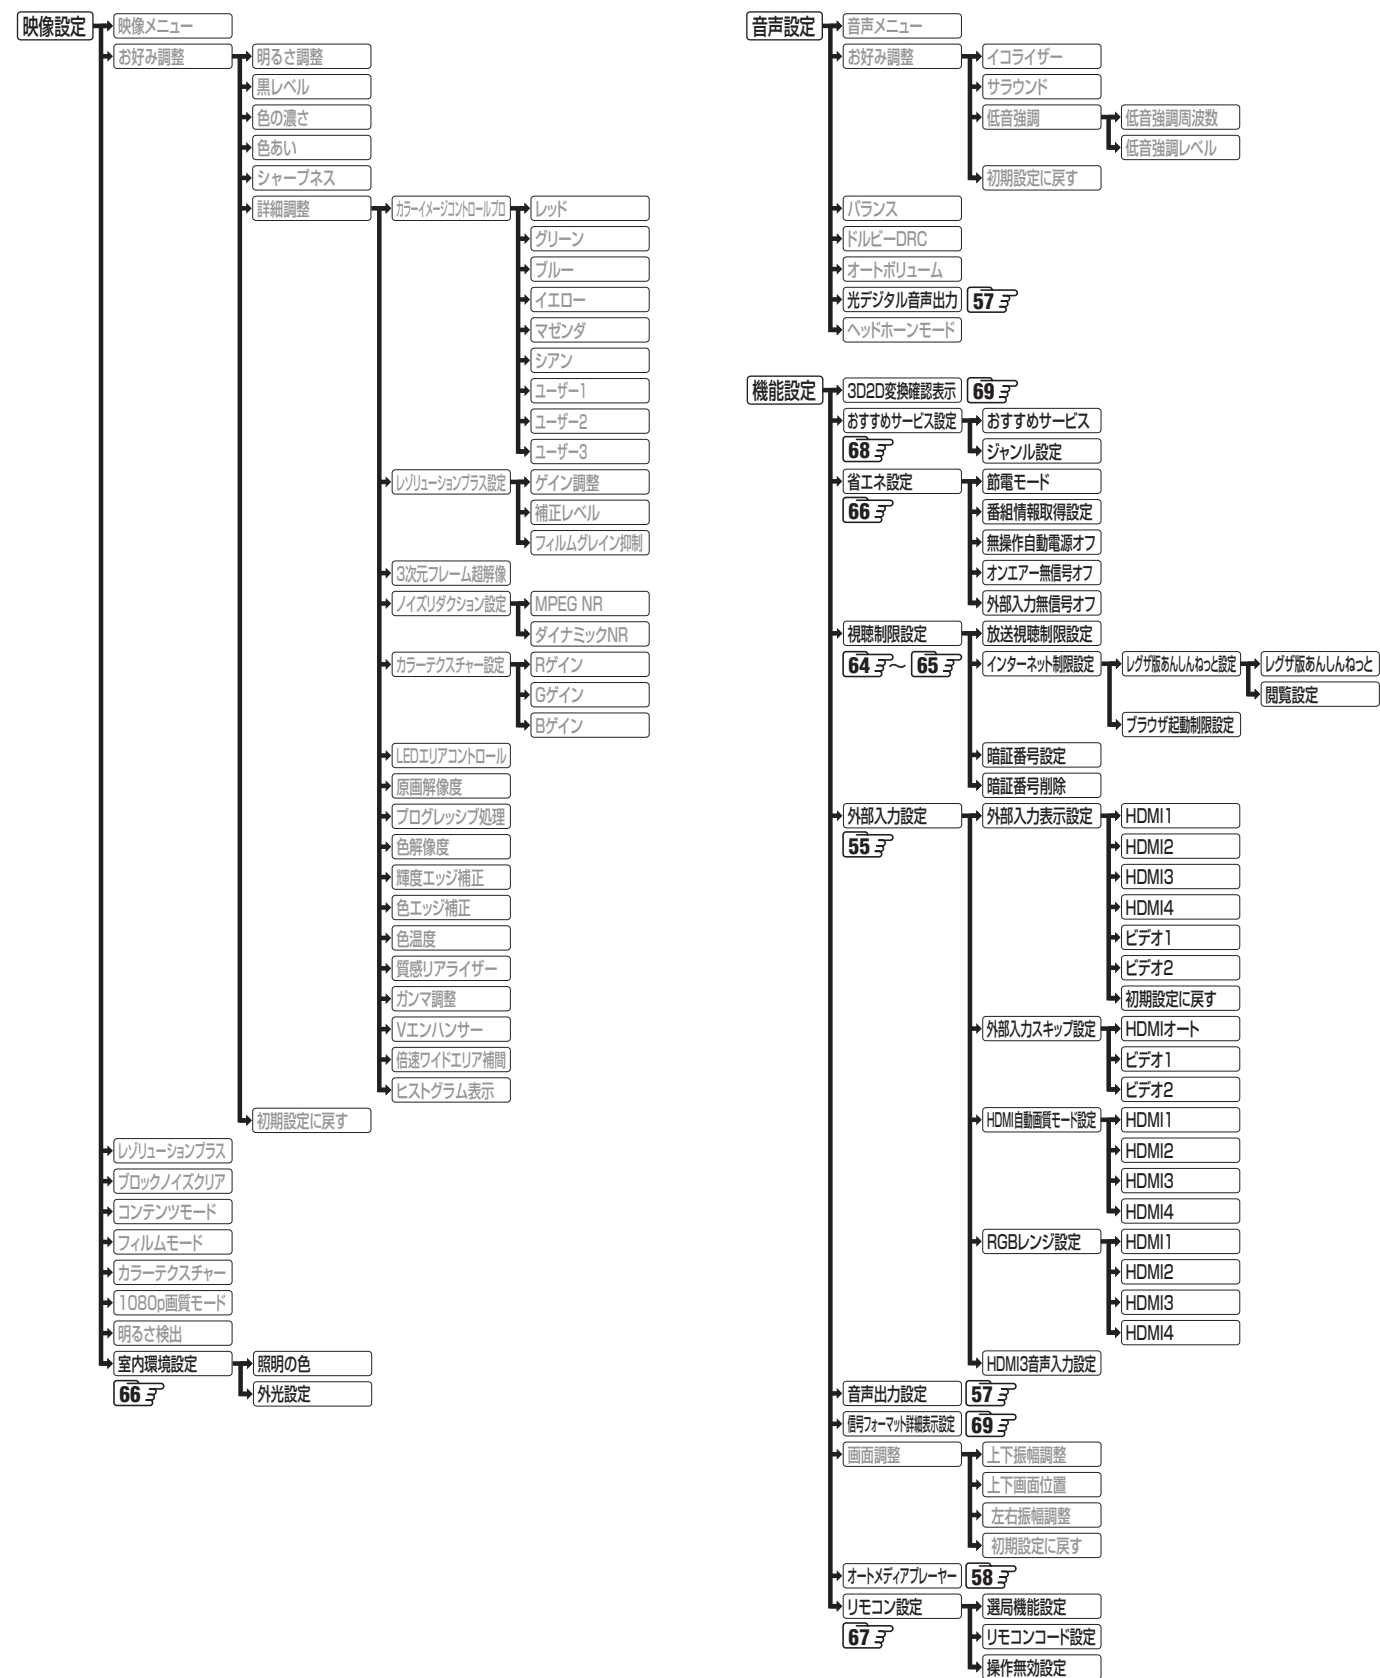 映像設定
映像メニュー
お好み調整
明るさ調整
黒レベル
色の濃さ
色あい
シャープネス
詳細調整
カラーイメージコントロールプロ
レッド
グリーン
ブルー
イエロー
マゼンダ
シアン
ユーザー1
ユーザー2
ユーザー3
レゾリューションプラス設定
ゲイン調整
補正レベル
フィルムグレイン抑制
3次元フレーム超解像
ノイズリダクション設定
MPEG NR
ダイナミックNR
カラーテクスチャー設定
Rゲイン
Gゲイン
Bゲイン
LEDエリアコントロール
原画解像度
プログレッシブ処理
色解像度
輝度エッジ補正
色エッジ補正
色温度
質感リアライザー
ガンマ調整
Vエンハンサー
倍速ワイドエリア補間
ヒストグラム表示
初期設定に戻す
レゾリューションプラス
ブロックノイズクリア
コンテンツモード
フィルムモード
カラーテクスチャー
1080p画質モード
明るさ検出
室内環境設定
66
照明の色
外光設定
音声設定
音声メニュー
お好み調整
イコライザー
サラウンド
低音強調
低音強調周波数
低音強調レベル
初期設定に戻す
バランス
ドルビーDRC
オートボリューム
光デジタル音声出力 57
ヘッドホーンモード
機能設定
3D2D変換確認表示 69
おすすめサービス設定
68
おすすめサービス
ジャンル設定
省エネ設定
66
節電モード
番組情報取得設定
無操作自動電源オフ
オンエアー無信号オフ
外部入力無信号オフ
視聴制限設定
64～65
放送視聴制限設定
インターネット制限設定
レグザ版あんしんねっと設定
レグザ版あんしんねっと
閲覧設定
ブラウザ起動制限設定
暗証番号設定
暗証番号削除
外部入力設定
55
外部入力表示設定
HDMI1
HDMI2
HDMI3
HDMI4
ビデオ1
ビデオ2
初期設定に戻す
外部入力スキップ設定
HDMIオート
ビデオ1
ビデオ2
HDMI自動画質モード設定
HDMI1
HDMI2
HDMI3
HDMI4
RGBレンジ設定
HDMI1
HDMI2
HDMI3
HDMI4
HDMI3音声入力設定
音声出力設定 57
信号フォーマット詳細表示設定 69
画面調整
上下振幅調整
上下画面位置
左右振幅調整
初期設定に戻す
オートメディアプレーヤー 58
リモコン設定
67
選局機能設定
リモコンコード設定
操作無効設定